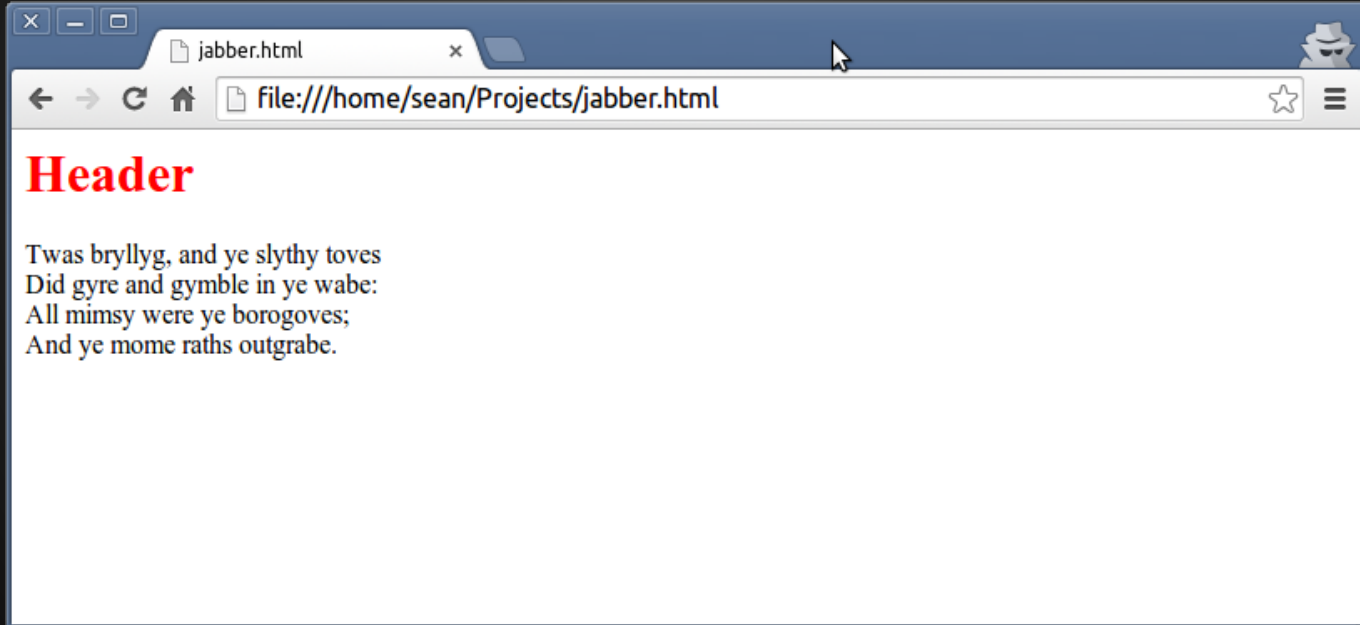 jabber.html
file:///home/sean/Projects/jabber.html
Header
Twas bryllyg, and ye slythy toves
Did gyre and gymble in ye wabe:
All mimsy were ye borogoves;
And ye mome raths outgrabe.